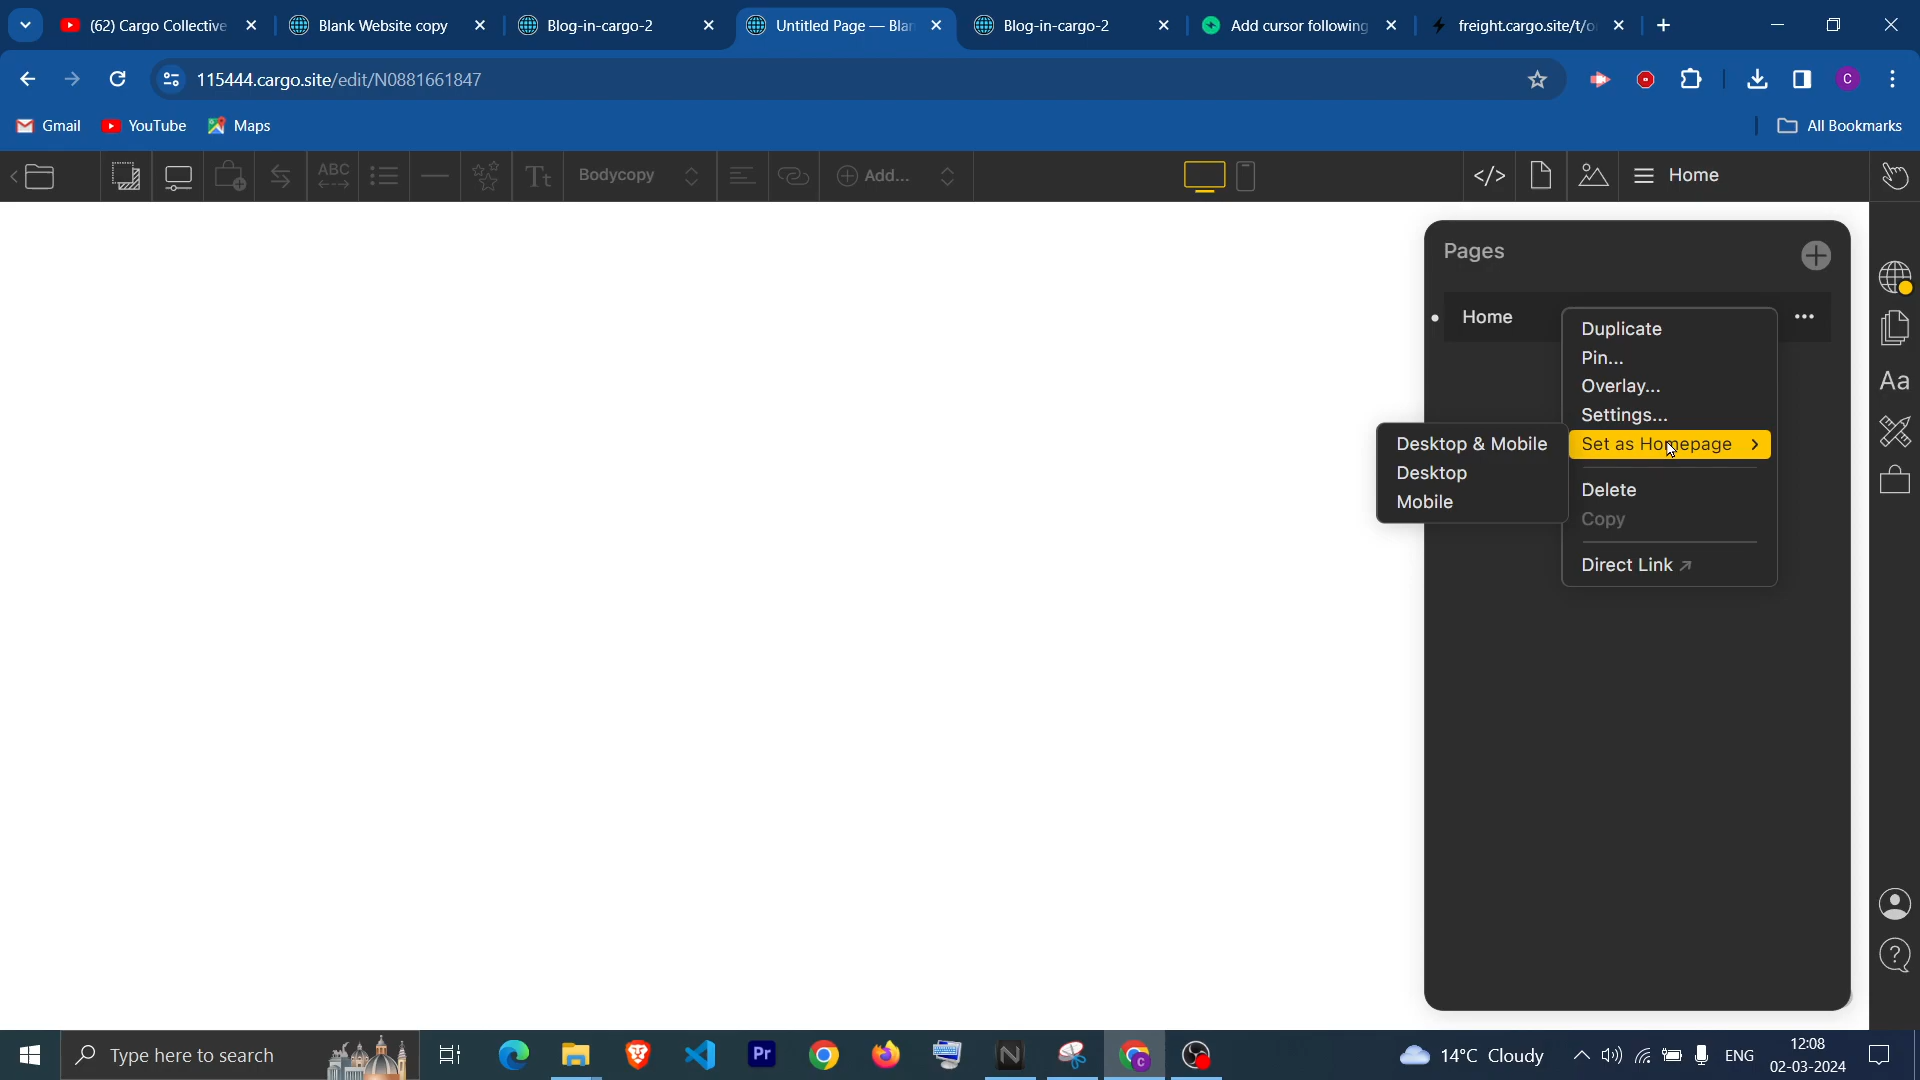 (62) Cargo Collective
Blank Website copy
Blog-in-cargo-2
Untitled Page — Blan
Blog-in-cargo-2
Add cursor following
freight.cargo.site/t/o
115444.cargo.site/edit/N0881661847
C
Gmail
YouTube
Maps
All Bookmarks
ABC
Tt
Bodycopy
Add...
</>
Home
Pages
Home
Duplicate
Pin...
Overlay...
Settings...
Set as Homepage
Desktop & Mobile
Desktop
Mobile
Delete
Copy
Direct Link
Aa
Type here to search
Pr
N
C
14°C Cloudy
ENG
12:08
02-03-2024